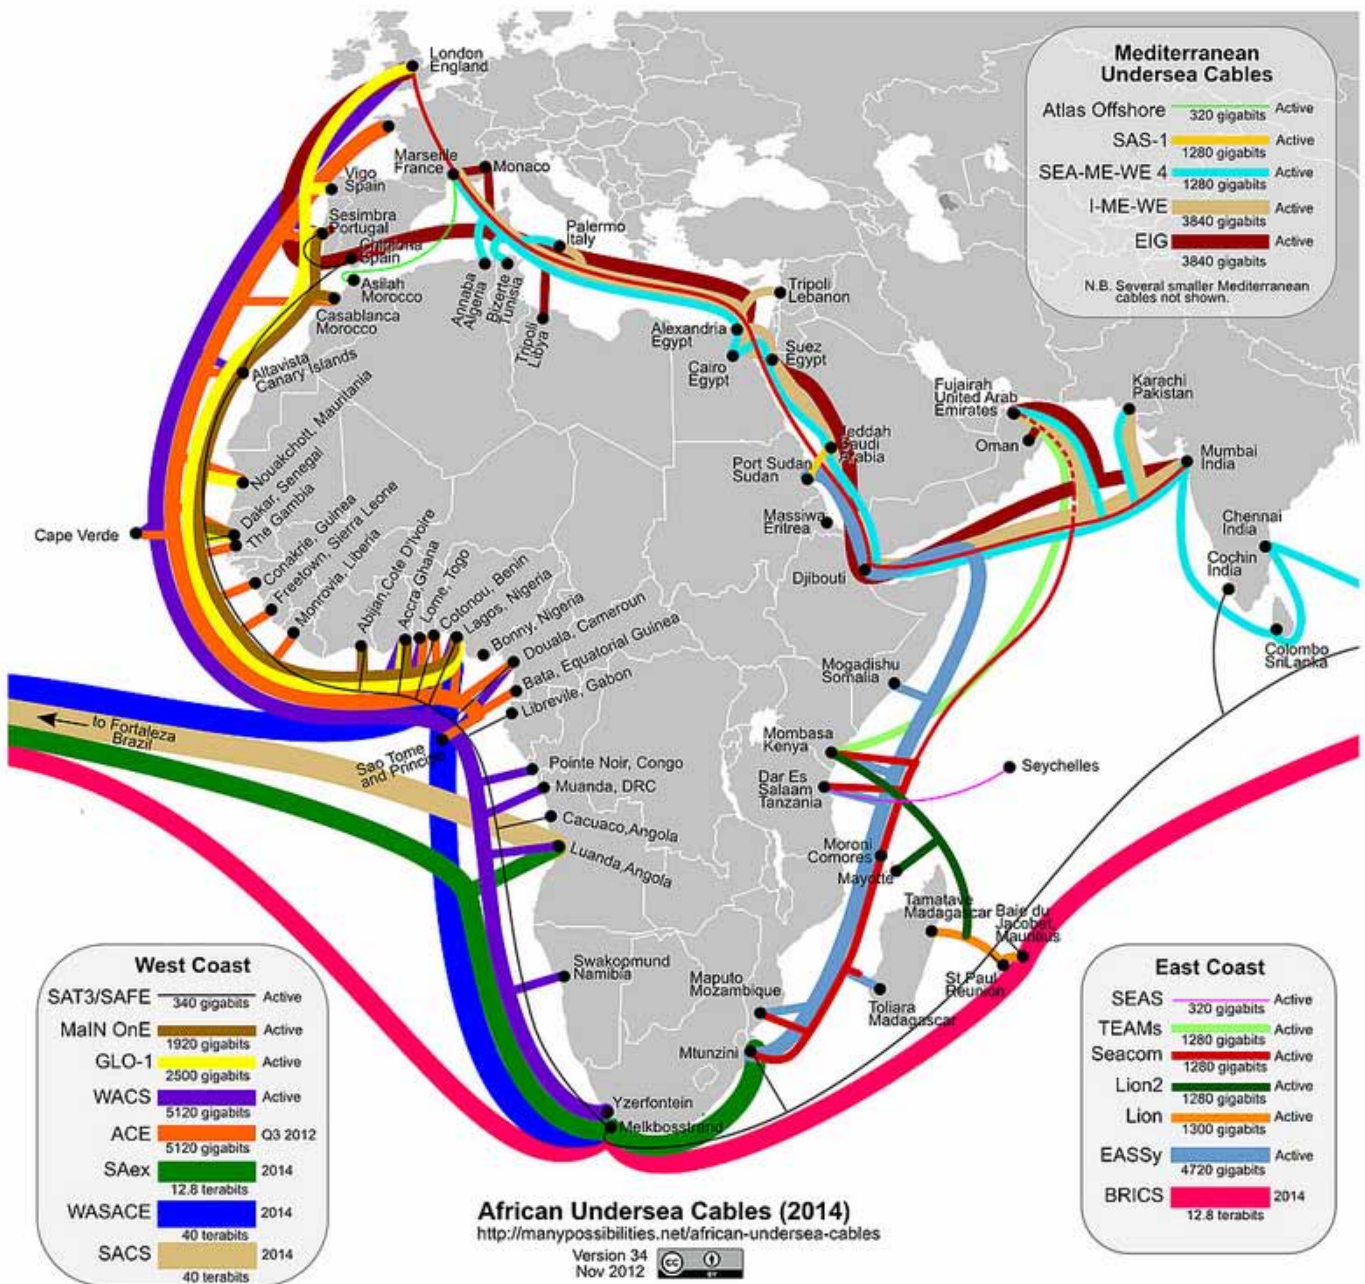 London
England
Marseille
France
Monaco
Vigo
Spain
Sesimbra
Portugal
Chipiona
Spain
Asilah
Morocco
Casablanca
Morocco
Palermo
Italy
Annaba
Algeria
Bizerte
Tunisia
Tripoli
Libya
Tripoli
Lebanon
Alexandria
Egypt
Cairo
Egypt
Suez
Egypt
Altavista
Canary Islands
Nouakchott, Mauritania
Dakar, Senegal
The Gambia
Cape Verde
Conakrie, Guinea
Freetown, Sierra Leone
Monrovia, Liberia
Abijan,Cote D'ivoire
Accra,Ghana
Lome, Togo
Cotonou, Benin
Lagos, Nigeria
Bonny, Nigeria
Douala, Cameroun
Bata, Equatorial Guinea
Librevile, Gabon
Jeddah
Saudi
Arabia
Port Sudan
Sudan
Massiwa
Eritrea
Djibouti
Fujairah
United Arab
Emirates
Oman
Karachi
Pakistan
Mumbai
India
Chennai
India
Cochin
India
Colombo
SriLanka
Mogadishu
Somalia
to Fortaleza
Brazil
Sao Tome
and Principe
Pointe Noir, Congo
Muanda, DRC
Cacuaco,Angola
Luanda,Angola
Mombasa
Kenya
Dar Es
Salaam
Tanzania
Seychelles
Moroni
Comores
Mayotte
Tamatave
Madagascar
Baie du
Jacobet,
Mauritius
St Paul
Reunion
Swakopmund
Namibia
Maputo
Mozambique
Toliara
Madagascar
Mtunzini
Yzerfontein
Melkbosstrand
Mediterranean
Undersea Cables
Atlas Offshore 320 gigabits Active
SAS-1 1280 gigabits Active
SEA-ME-WE 4 1280 gigabits Active
I-ME-WE 3840 gigabits Active
EIG 3840 gigabits Active
N.B. Several smaller Mediterranean
cables not shown.
West Coast
SAT3/SAFE 340 gigabits Active
MaIN OnE 1920 gigabits Active
GLO-1 2500 gigabits Active
WACS 5120 gigabits Active
ACE 5120 gigabits Q3 2012
SAex 12.8 terabits 2014
WASACE 40 terabits 2014
SACS 40 terabits 2014
East Coast
SEAS 320 gigabits Active
TEAMs 1280 gigabits Active
Seacom 1280 gigabits Active
Lion2 1280 gigabits Active
Lion 1300 gigabits Active
EASSy 4720 gigabits Active
BRICS 12.8 terabits 2014
African Undersea Cables (2014)
http://manypossibilities.net/african-undersea-cables
Version 34
Nov 2012
cc
BY